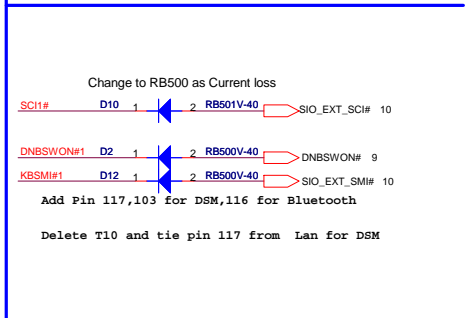 Change to RB500 as Current loss
SCI1# D10 1 2 RB501V-40 SIO_EXT_SCI# 10
DNBSWON#1 D2 1 2 RB500V-40 DNBSWON# 9
KBSMI#1 D12 1 2 RB500V-40 SIO_EXT_SMI# 10
Add Pin 117,103 for DSM,116 for Bluetooth
Delete T10 and tie pin 117 from Lan for DSM